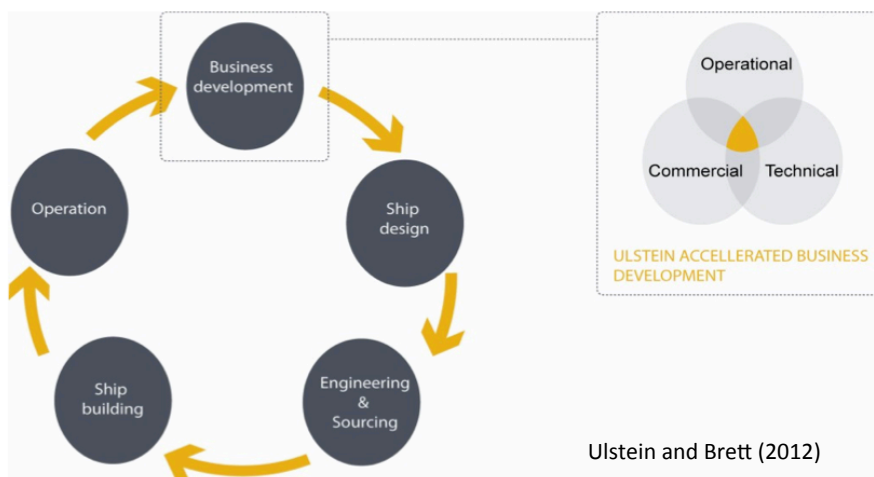 Business
development
Ship
design
Engineering
&
Sourcing
Ship
building
Operation
Operational
Commercial
Technical
ULSTEIN ACCELLERATED BUSINESS
DEVELOPMENT
Ulstein and Brett (2012)